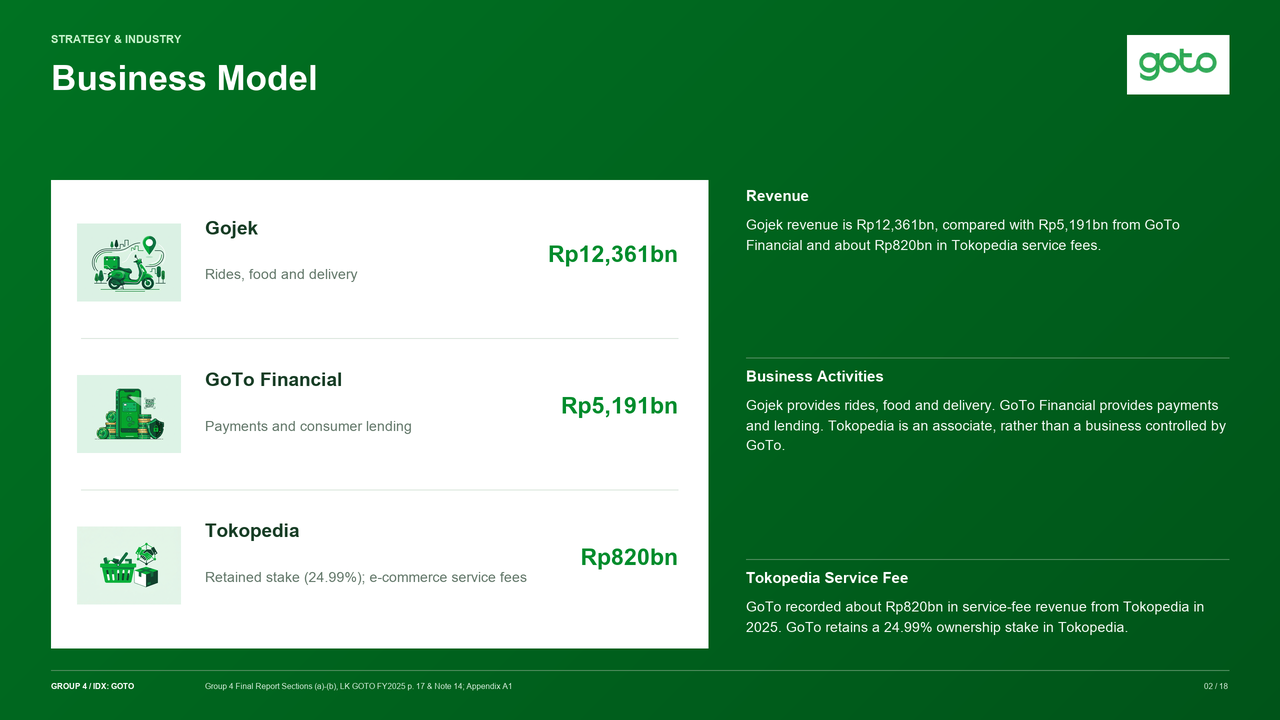 STRATEGY & INDUSTRY
Business Model
goto
Gojek
Rides, food and delivery
Rp12,361bn
GoTo Financial
Payments and consumer lending
Rp5,191bn
Tokopedia
Retained stake (24.99%); e-commerce service fees
Rp820bn
Revenue
Gojek revenue is Rp12,361bn, compared with Rp5,191bn from GoTo
Financial and about Rp820bn in Tokopedia service fees.
Business Activities
Gojek provides rides, food and delivery. GoTo Financial provides payments
and lending. Tokopedia is an associate, rather than a business controlled by
GoTo.
Tokopedia Service Fee
GoTo recorded about Rp820bn in service-fee revenue from Tokopedia in
2025. GoTo retains a 24.99% ownership stake in Tokopedia.
GROUP 4 / IDX: GOTO
Group 4 Final Report Sections (a)-(b), LK GOTO FY2025 p. 17 & Note 14; Appendix A1
02 / 18